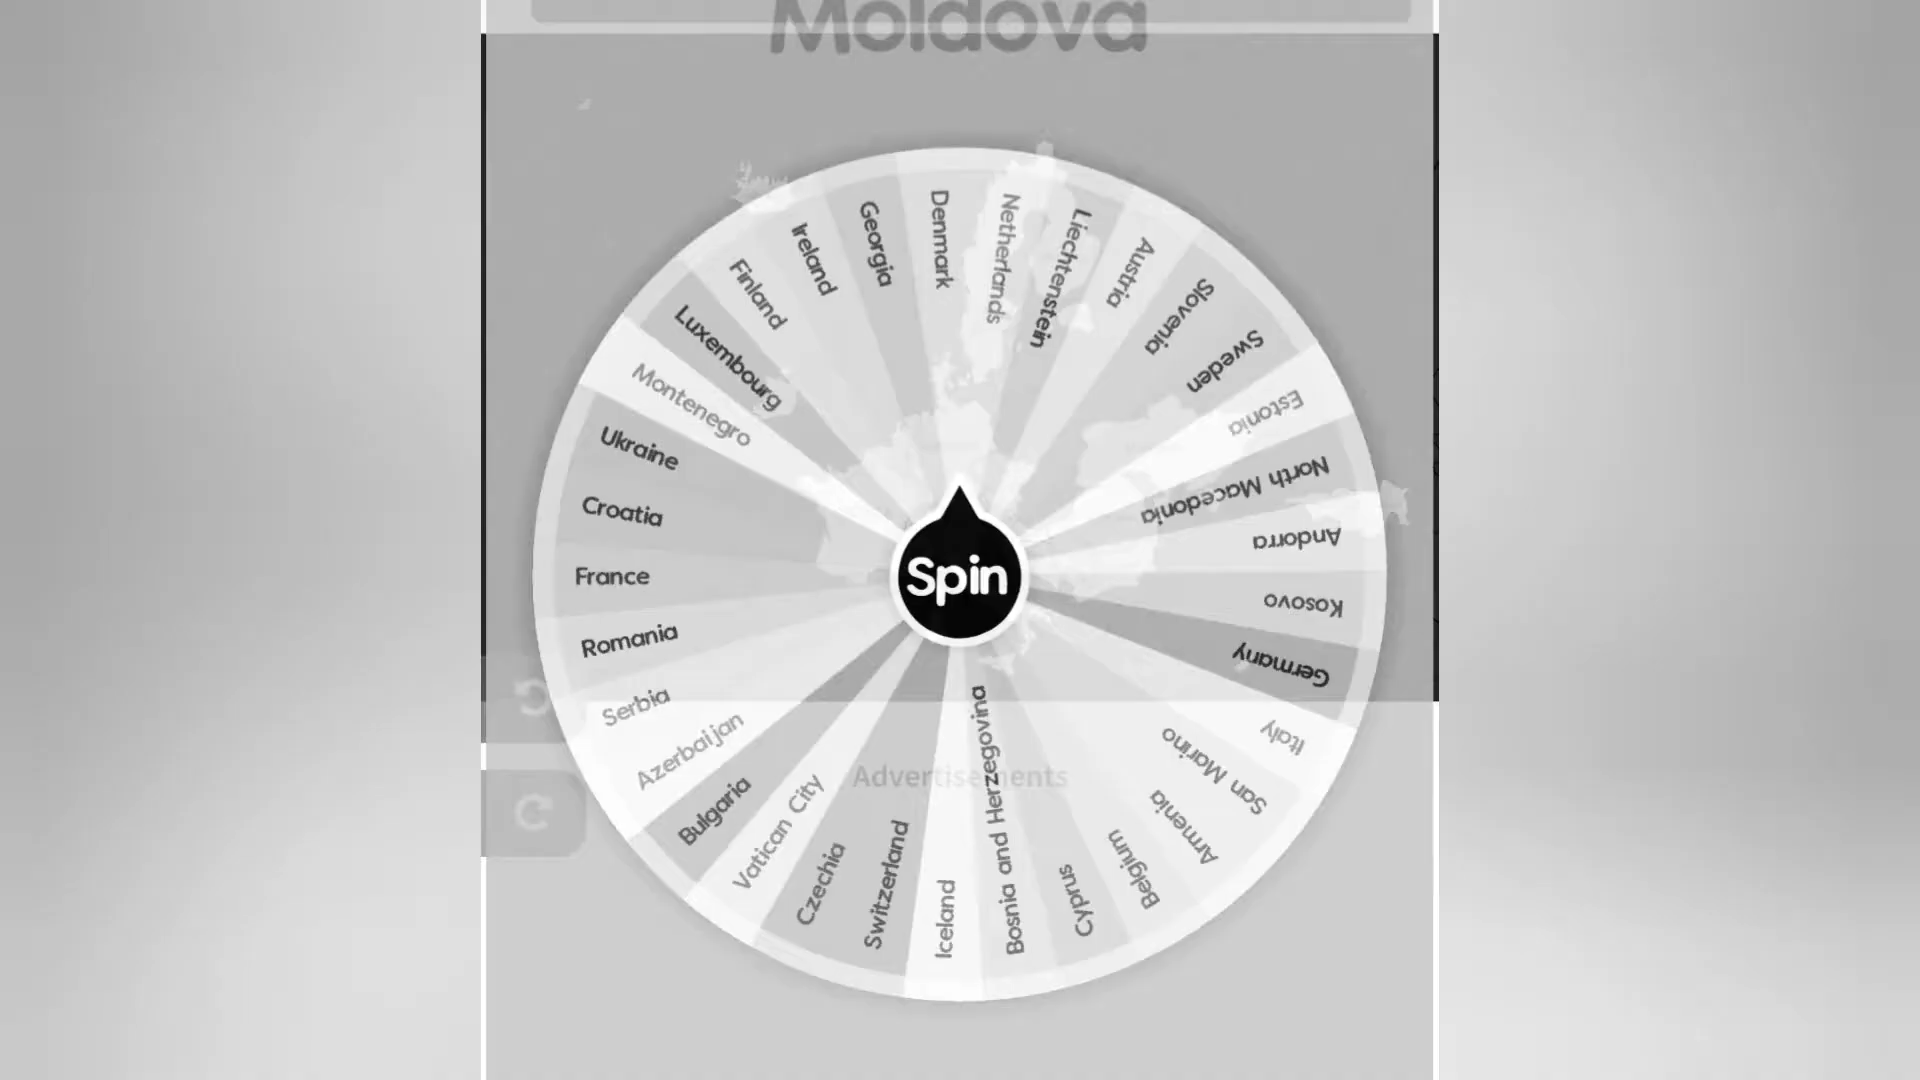 Moldova
Denmark
Netherlands
Liechtenstein
Austria
Slovenia
Sweden
Estonia
North Macedonia
Andorra
Kosovo
Germany
Italy
San Marino
Armenia
Belgium
Cyprus
Bosnia and Herzegovina
Iceland
Switzerland
Czechia
Vatican City
Bulgaria
Azerbaijan
Serbia
Romania
France
Croatia
Ukraine
Montenegro
Luxembourg
Finland
Ireland
Georgia
Spin
Advertisements